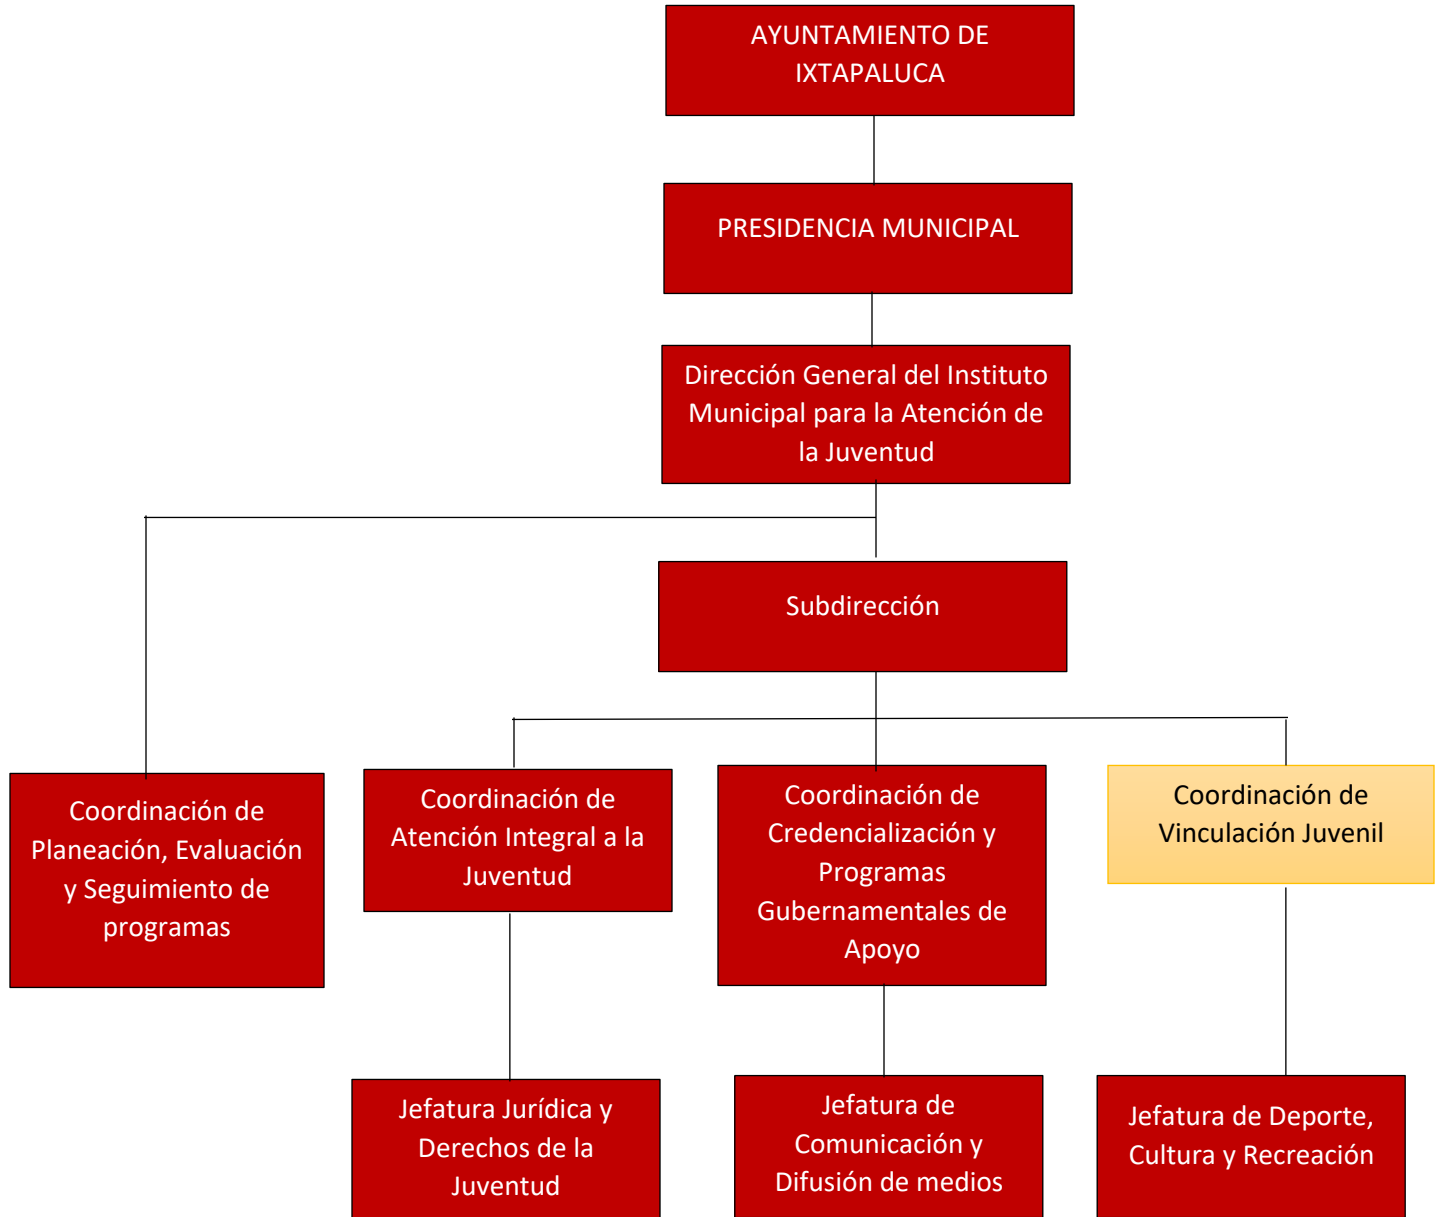 AYUNTAMIENTO DE
IXTAPALUCA
PRESIDENCIA MUNICIPAL
Dirección General del Instituto
Municipal para la Atención de
la Juventud
Subdirección
Coordinación de
Planeación, Evaluación
y Seguimiento de
programas
Coordinación de
Atención Integral a la
Juventud
Coordinación de
Credencialización y
Programas
Gubernamentales de
Apoyo
Coordinación de
Vinculación Juvenil
Jefatura Jurídica y
Derechos de la
Juventud
Jefatura de
Comunicación y
Difusión de medios
Jefatura de Deporte,
Cultura y Recreación